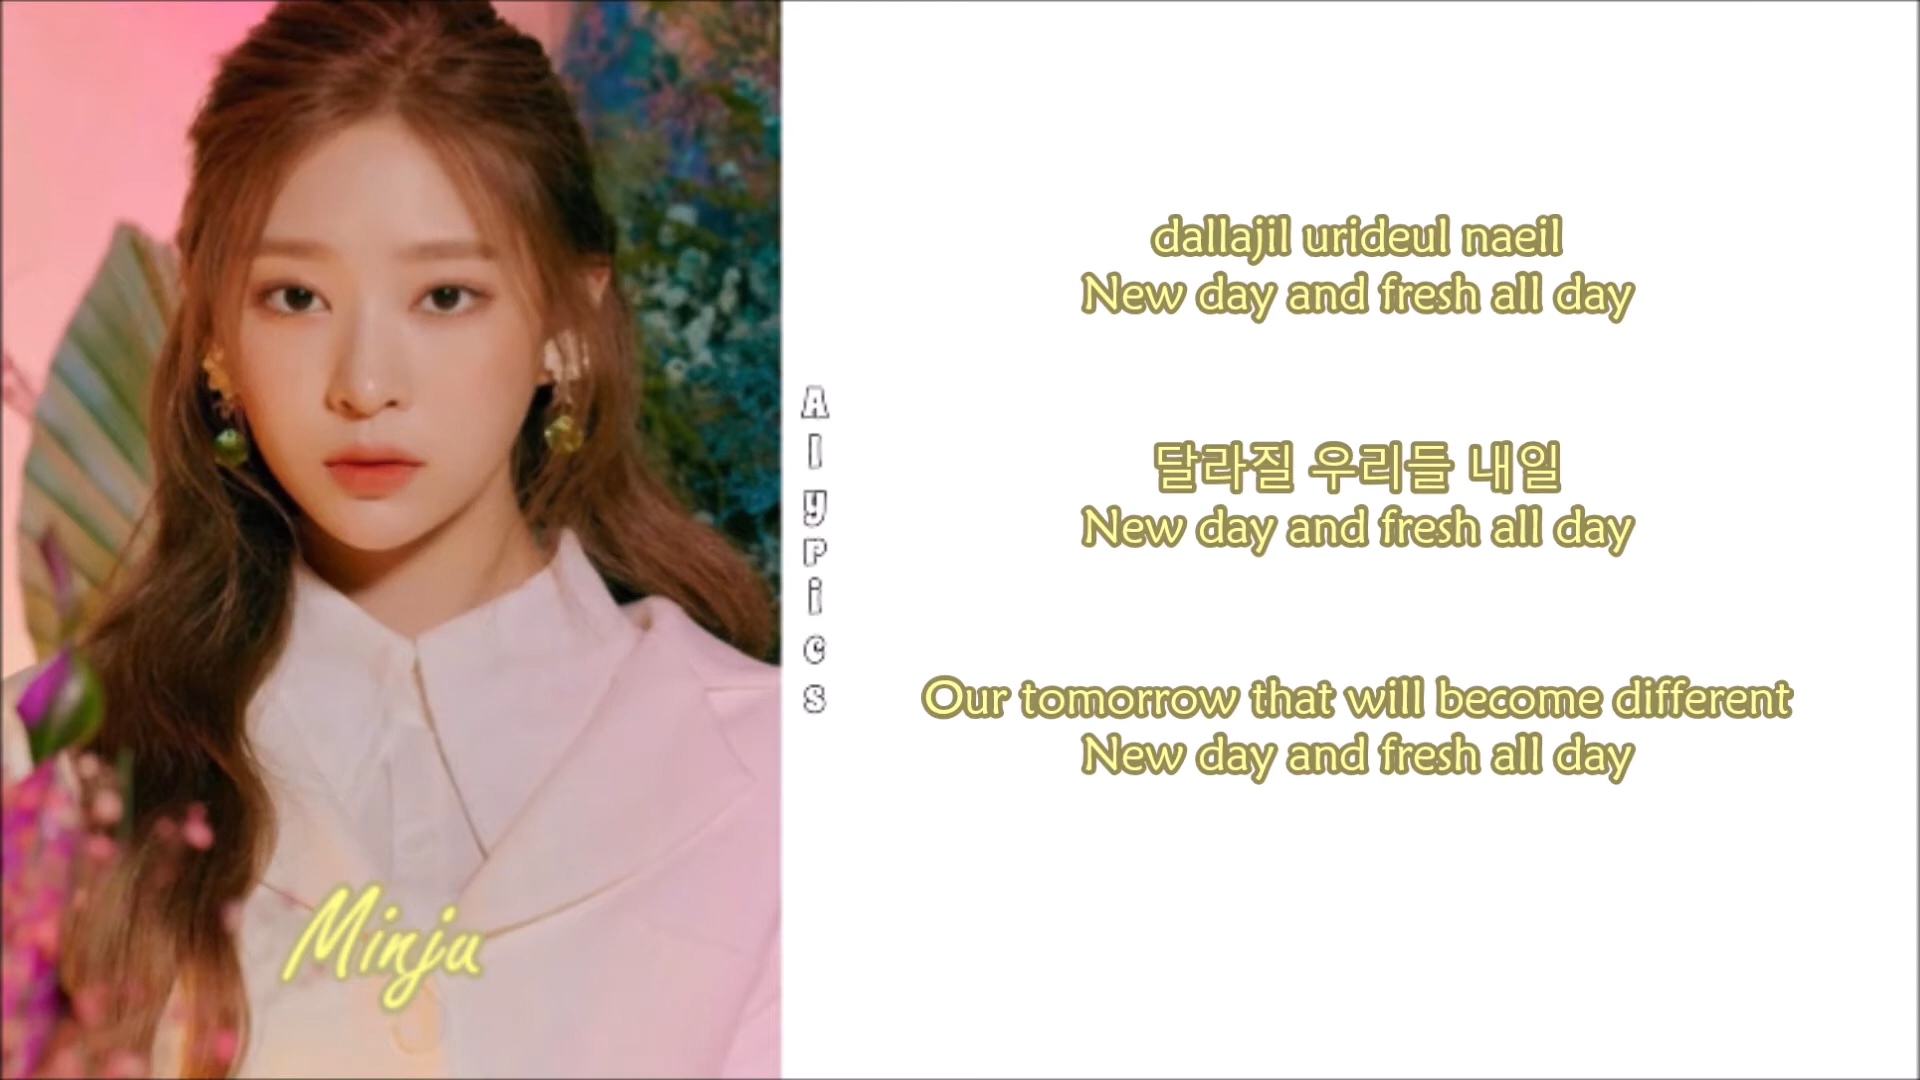 dallajil urideul naeil
New day and fresh all day
달라질 우리들 내일
New day and fresh all day
Our tomorrow that will become different
New day and fresh all day
AlyPics
Minju